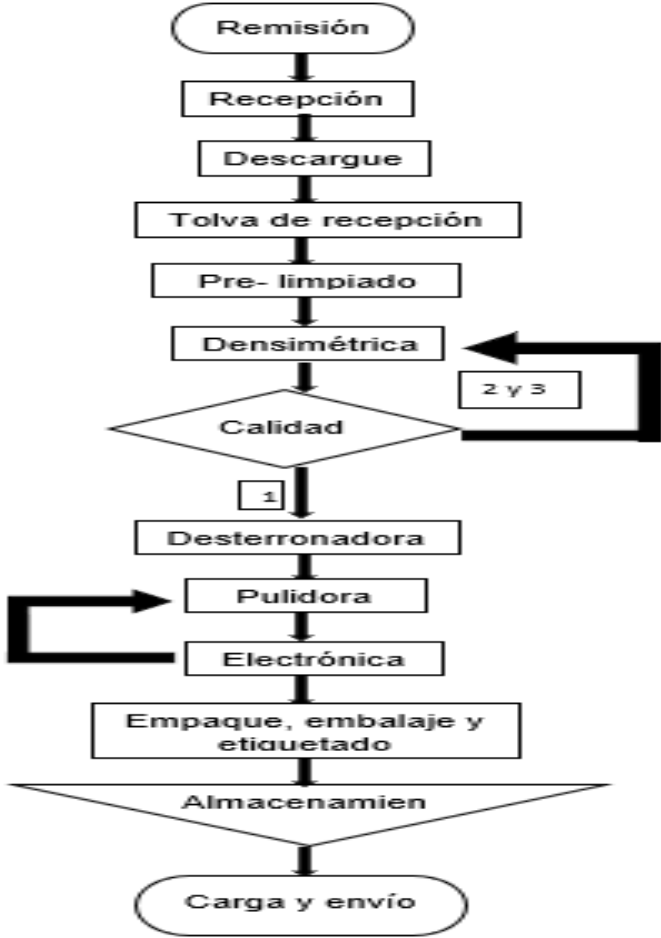 Remisión
Recepción
Descargue
Tolva de recepción
Pre- limpiado
Densimétrica
2 y 3
Calidad
1
Desterronadora
Pulidora
Electrónica
Empaque, embalaje y
etiquetado
Almacenamien
Carga y envío